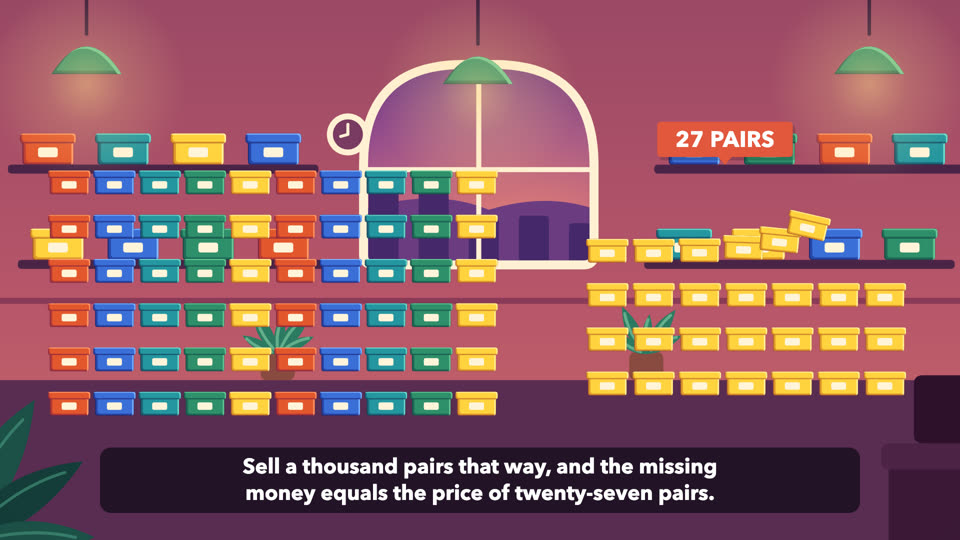 27 PAIRS
Sell a thousand pairs that way, and the missing
money equals the price of twenty-seven pairs.